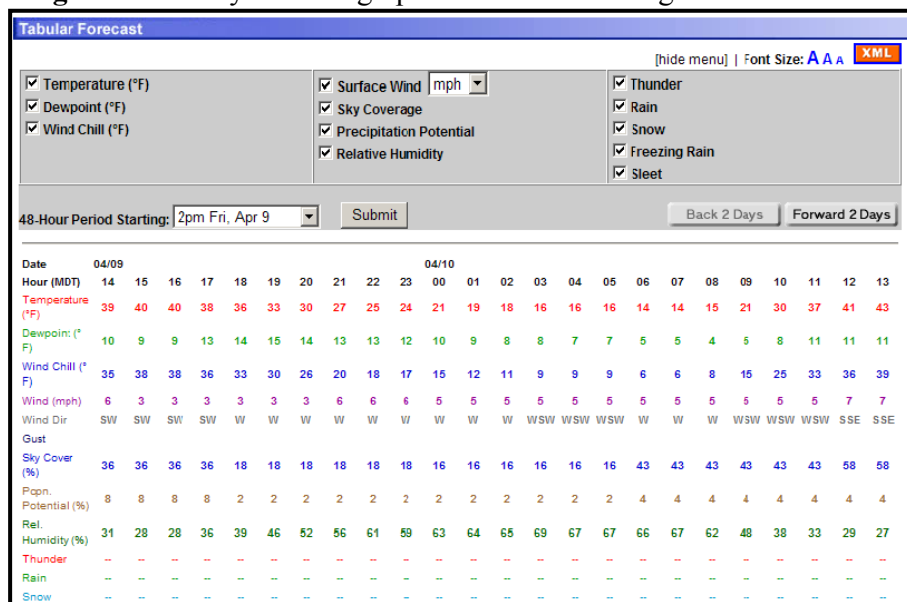 Tabular Forecast
[hide menu] | Font Size: A A A XML
Temperature (°F)
Dewpoint (°F)
Wind Chill (°F)
Surface Wind mph
Sky Coverage
Precipitation Potential
Relative Humidity
Thunder
Rain
Snow
Freezing Rain
Sleet
48-Hour Period Starting: 2pm Fri, Apr 9 Submit Back 2 Days Forward 2 Days
Date 04/09 04/10
Hour (MDT) 14 15 16 17 18 19 20 21 22 23 00 01 02 03 04 05 06 07 08 09 10 11 12 13
Temperature
(°F) 39 40 40 38 36 33 30 27 25 24 21 19 18 16 16 16 14 14 15 21 30 37 41 43
Dewpoint (°
F) 10 9 9 13 14 15 14 13 13 12 10 9 8 8 7 7 5 5 4 5 8 11 11 11
Wind Chill (°
F) 35 38 38 36 33 30 26 20 18 17 15 12 11 9 9 9 6 6 8 15 25 33 36 39
Wind (mph) 6 3 3 3 3 3 3 6 6 6 5 5 5 5 5 5 5 5 5 5 5 5 7 7
Wind Dir SW SW SW SW W W W W W W W W W WSW WSW WSW W W W WSW WSW WSW SSE SSE
Gust
Sky Cover
(%) 36 36 36 36 18 18 18 18 18 18 16 16 16 16 16 16 43 43 43 43 43 43 58 58
Pcpn.
Potential (%) 8 8 8 8 2 2 2 2 2 2 2 2 2 2 2 2 4 4 4 4 4 4 4 4
Rel.
Humidity (%) 31 28 28 36 39 46 52 56 61 59 63 64 65 69 67 67 66 67 62 48 38 33 29 27
Thunder -- -- -- -- -- -- -- -- -- -- -- -- -- -- -- -- -- -- -- -- -- -- -- --
Rain -- -- -- -- -- -- -- -- -- -- -- -- -- -- -- -- -- -- -- -- -- -- -- --
Snow -- -- -- -- -- -- -- -- -- -- -- -- -- -- -- -- -- -- -- -- -- -- -- --